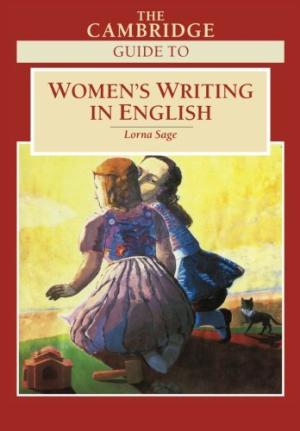 THE
CAMBRIDGE
GUIDE TO
WOMEN'S WRITING
IN ENGLISH
Lorna Sage